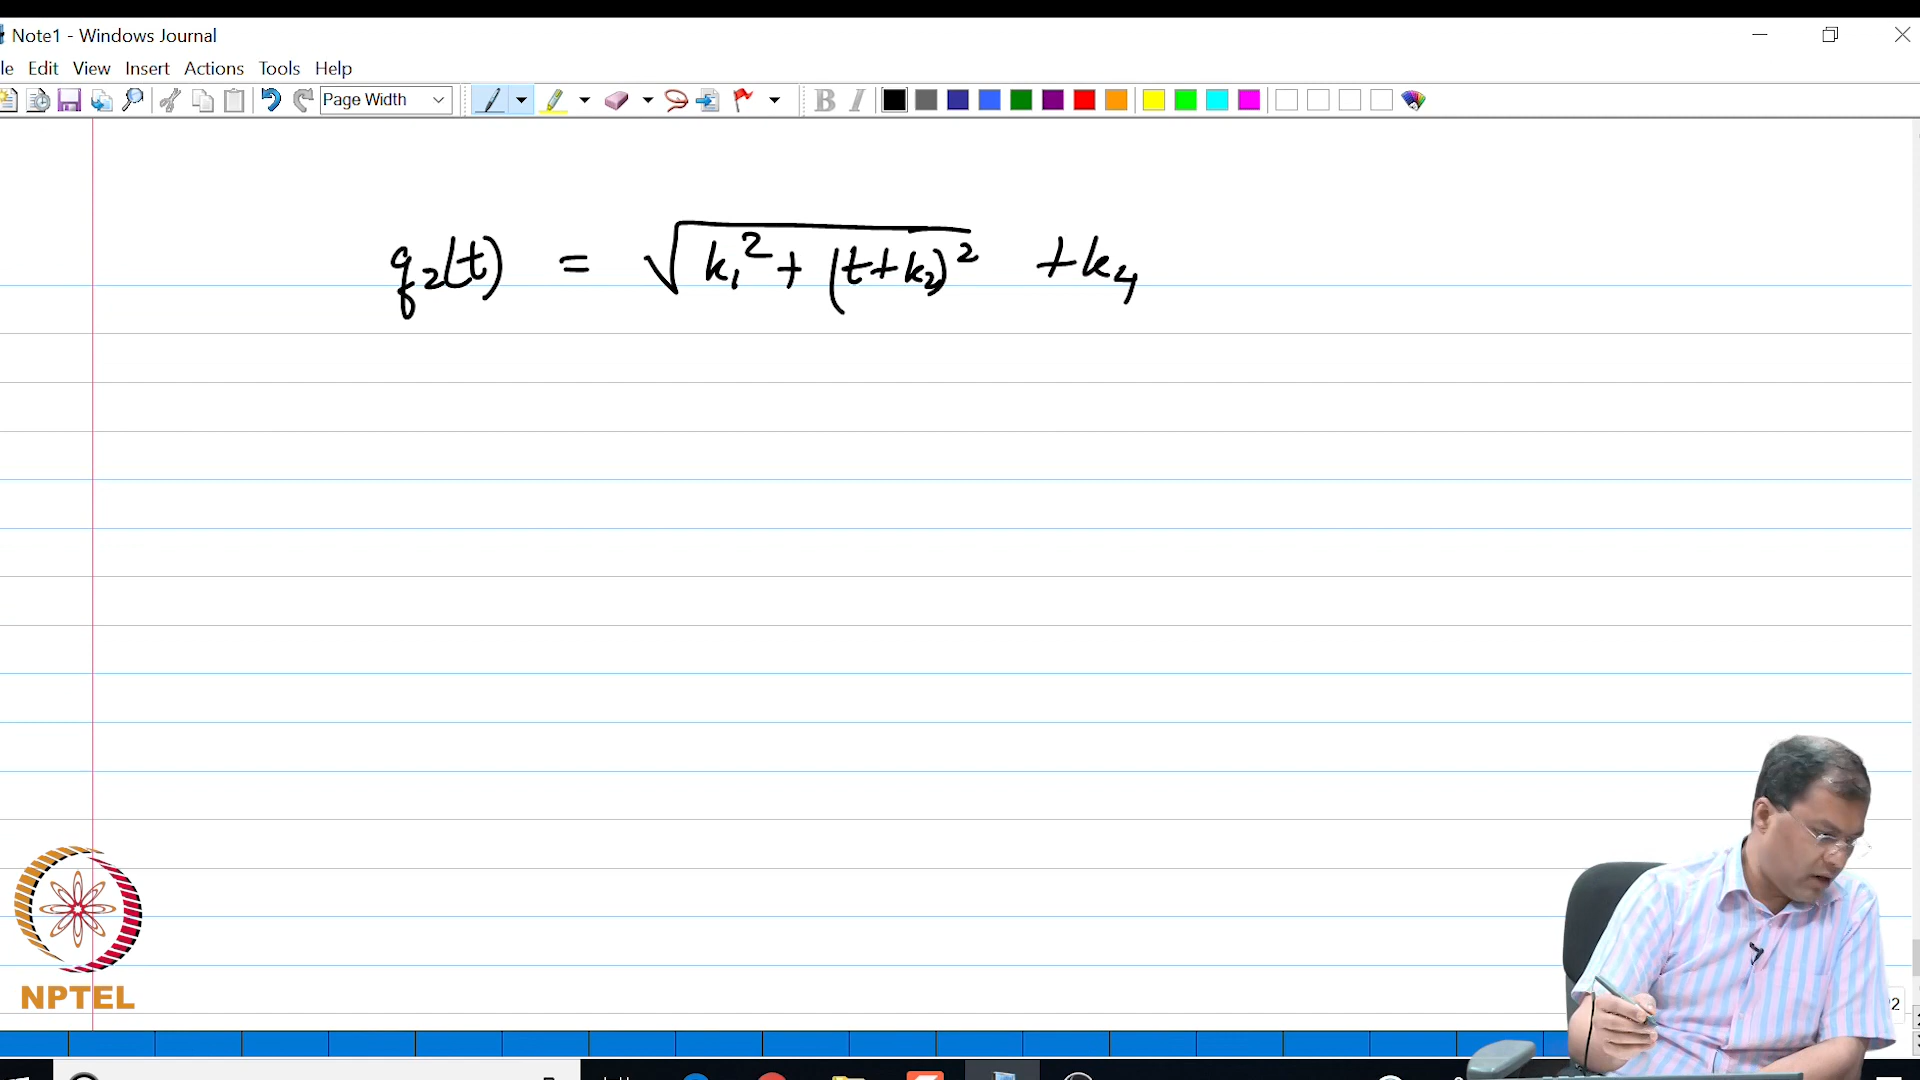 Note1 - Windows Journal
le Edit View Insert Actions Tools Help
Page Width B I
q₂(t) = √(k₁² + (t+k₂)²) + k₄
NPTEL